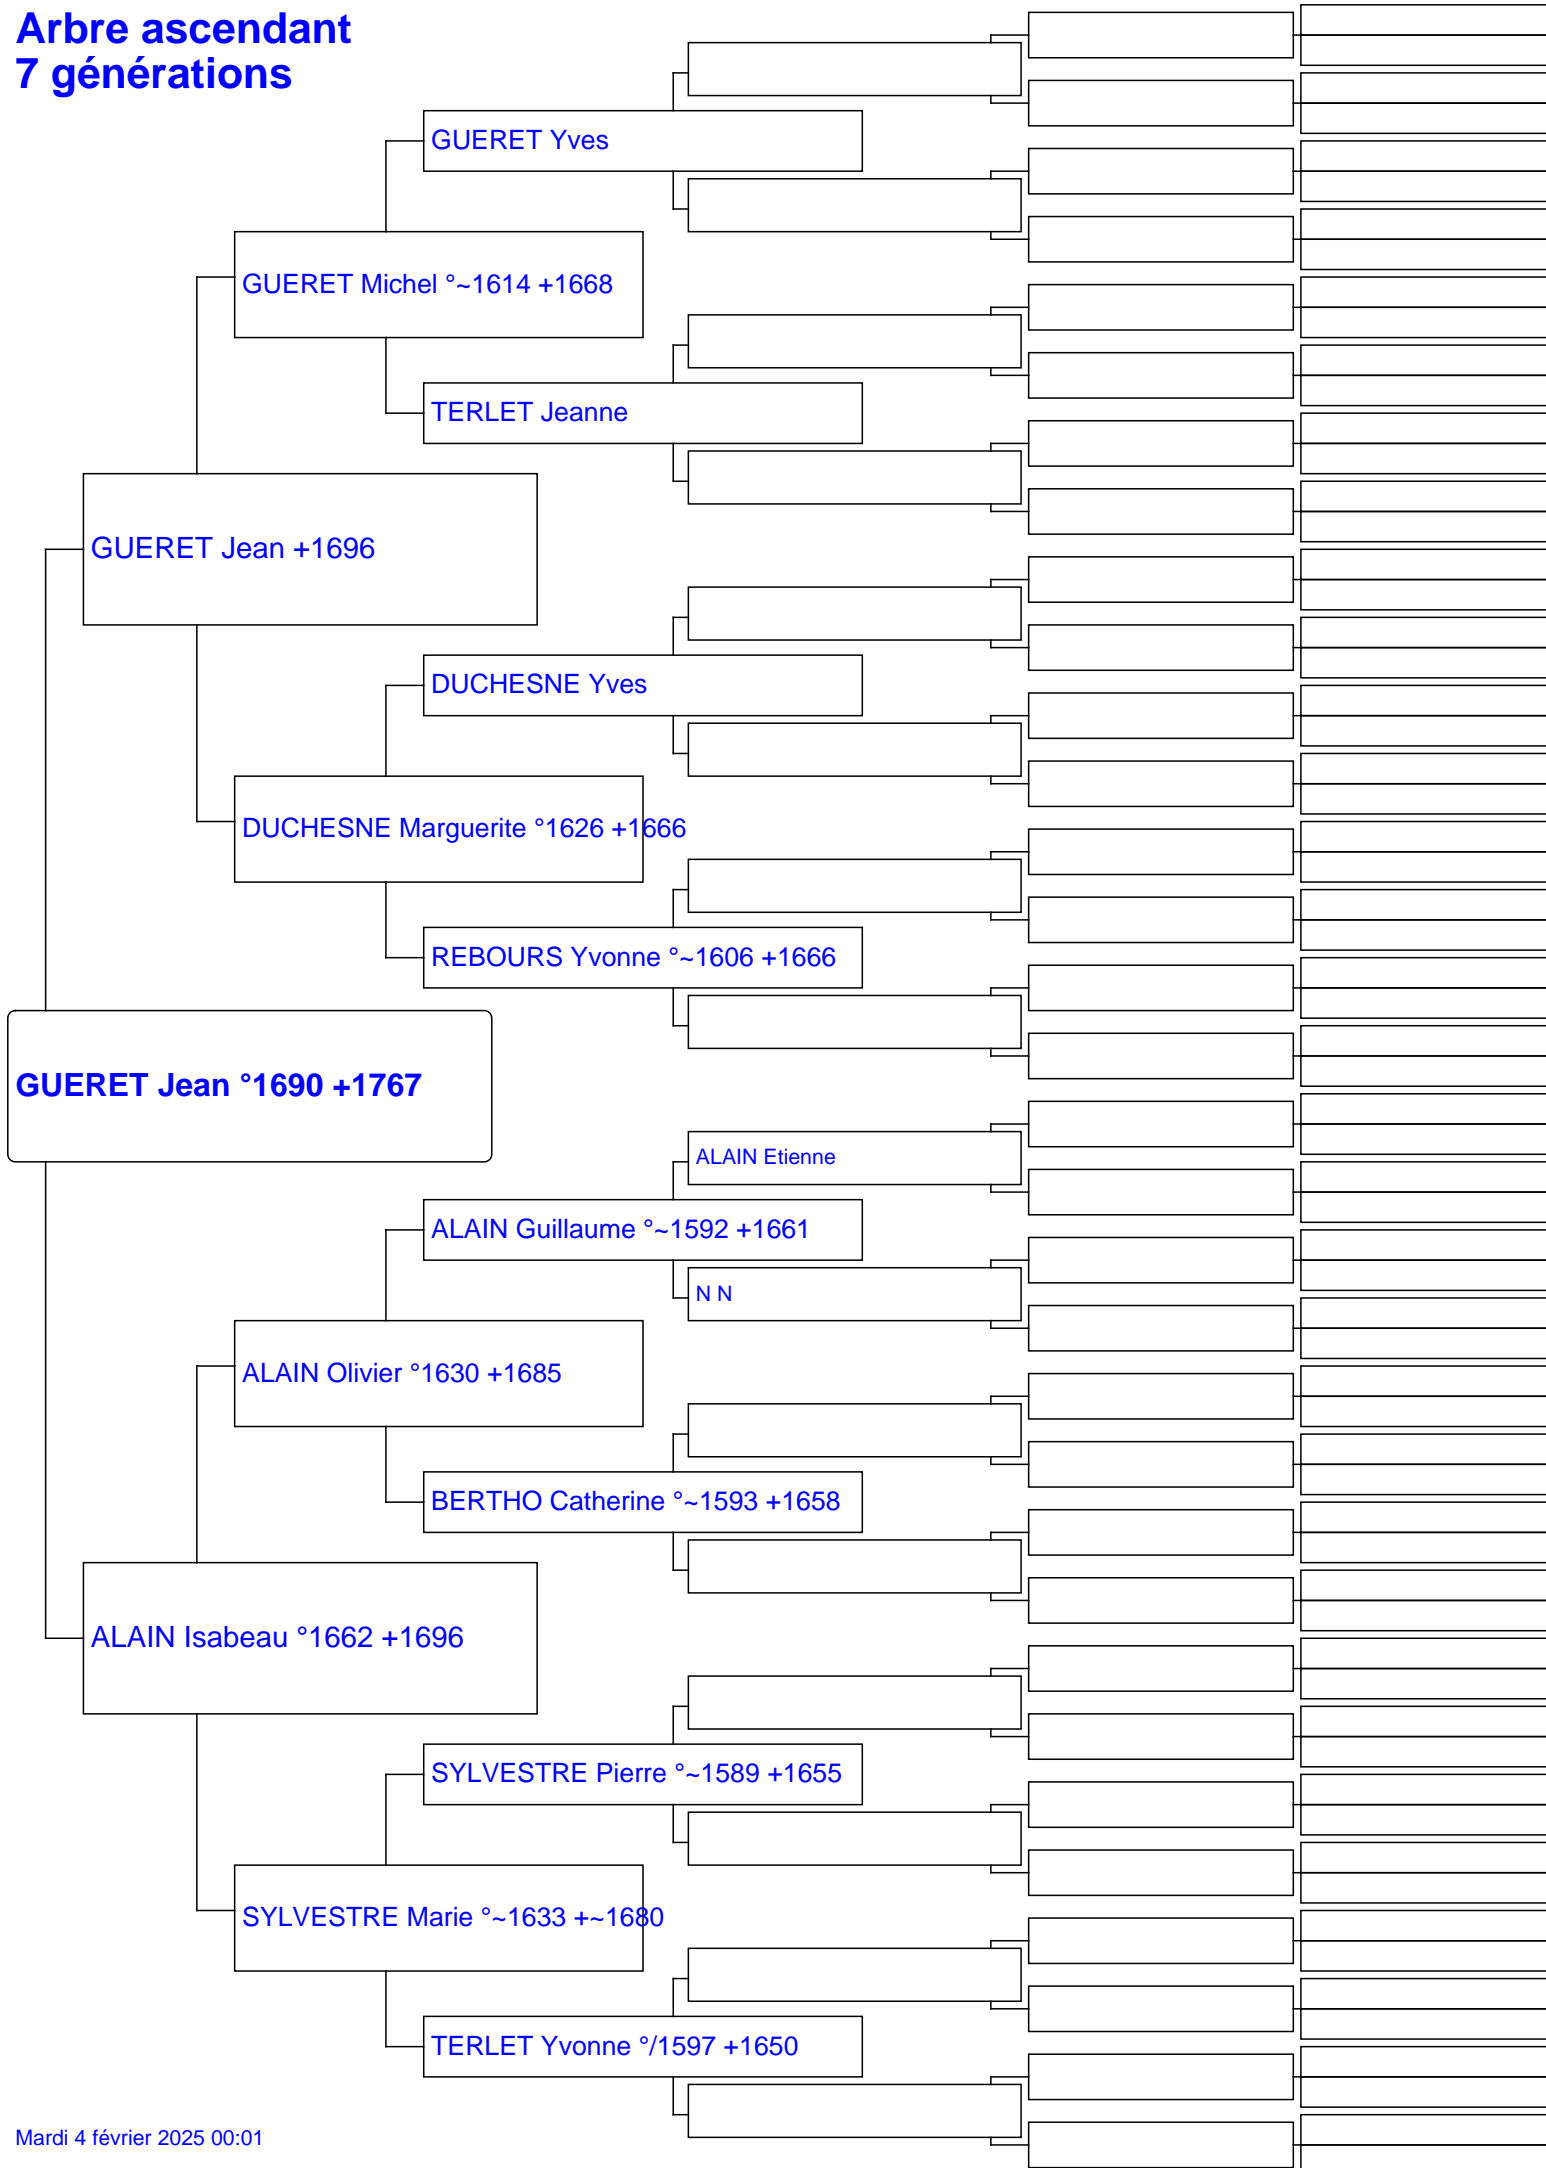 Arbre ascendant
7 générations
GUERET Yves
GUERET Michel °~1614 +1668
TERLET Jeanne
GUERET Jean +1696
DUCHESNE Yves
DUCHESNE Marguerite °1626 +1666
REBOURS Yvonne °~1606 +1666
GUERET Jean °1690 +1767
ALAIN Etienne
ALAIN Guillaume °~1592 +1661
N N
ALAIN Olivier °1630 +1685
BERTHO Catherine °~1593 +1658
ALAIN Isabeau °1662 +1696
SYLVESTRE Pierre °~1589 +1655
SYLVESTRE Marie °~1633 +~1680
TERLET Yvonne °/1597 +1650
Mardi 4 février 2025 00:01